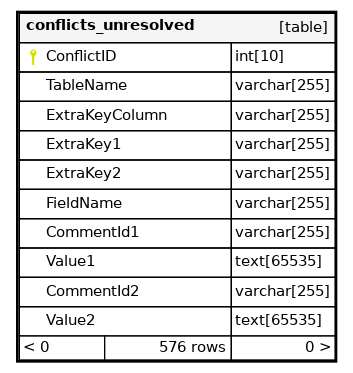 conflicts_unresolved [table]
ConflictID int[10]
TableName varchar[255]
ExtraKeyColumn varchar[255]
ExtraKey1 varchar[255]
ExtraKey2 varchar[255]
FieldName varchar[255]
CommentId1 varchar[255]
Value1 text[65535]
CommentId2 varchar[255]
Value2 text[65535]
< 0 576 rows 0 >